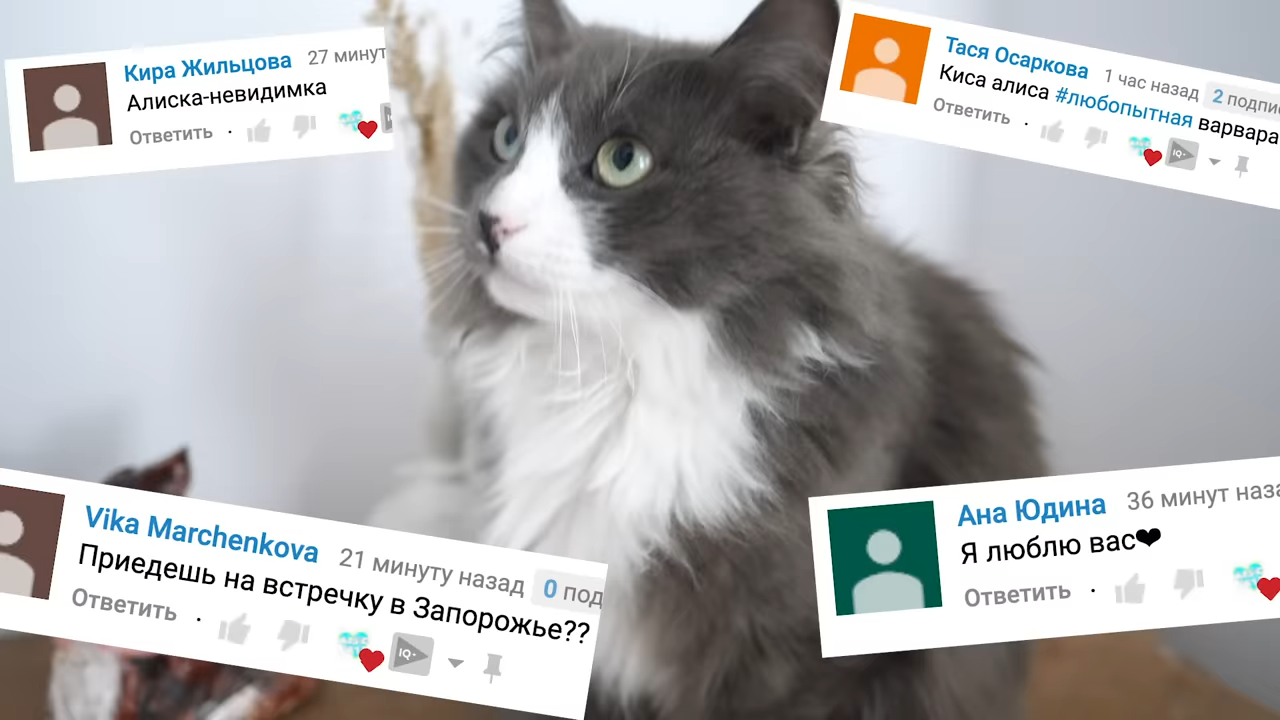 Кира Жильцова 27 минут
Алиска-невидимка
Ответить
Тася Осаркова 1 час назад 2
Киса алиса #любопытная варвара
Ответить
IQ-
Vika Marchenkova 21 минуту назад 0 под
Приедешь на встречку в Запорожье??
Ответить
IQ-
Ана Юдина 36 минут наза
Я люблю вас❤
Ответить